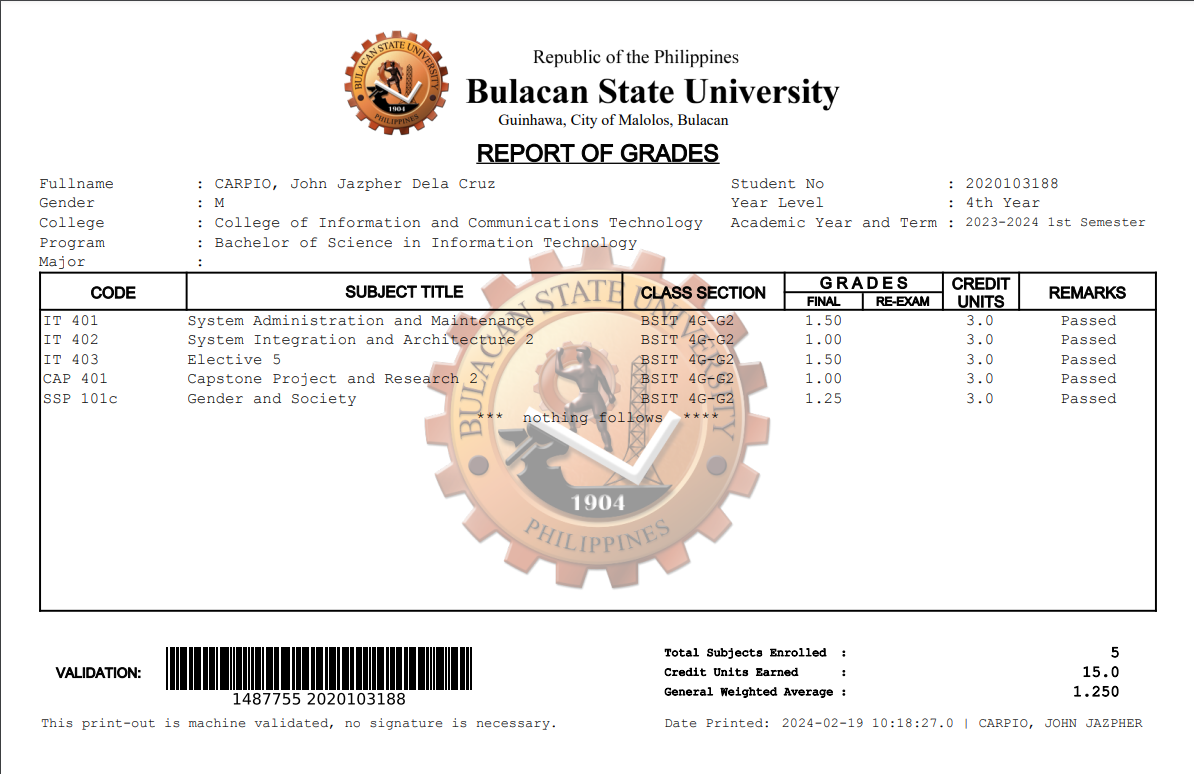 BULACAN STATE UNIVERSITY
1904
PHILIPPINES
Republic of the Philippines
Bulacan State University
Guinhawa, City of Malolos, Bulacan
REPORT OF GRADES
Fullname : CARPIO, John Jazpher Dela Cruz Student No : 2020103188
Gender : M Year Level : 4th Year
College : College of Information and Communications Technology Academic Year and Term : 2023-2024 1st Semester
Program : Bachelor of Science in Information Technology
Major :
CODE SUBJECT TITLE CLASS SECTION GRADES FINAL RE-EXAM CREDIT UNITS REMARKS
IT 401 System Administration and Maintenance BSIT 4G-G2 1.50 3.0 Passed
IT 402 System Integration and Architecture 2 BSIT 4G-G2 1.00 3.0 Passed
IT 403 Elective 5 BSIT 4G-G2 1.50 3.0 Passed
CAP 401 Capstone Project and Research 2 BSIT 4G-G2 1.00 3.0 Passed
SSP 101c Gender and Society BSIT 4G-G2 1.25 3.0 Passed
*** nothing follows ****
BULACAN STATE UNIVERSITY
1904
PHILIPPINES
VALIDATION:
1487755 2020103188
Total Subjects Enrolled : 5
Credit Units Earned : 15.0
General Weighted Average : 1.250
This print-out is machine validated, no signature is necessary.
Date Printed: 2024-02-19 10:18:27.0 | CARPIO, JOHN JAZPHER